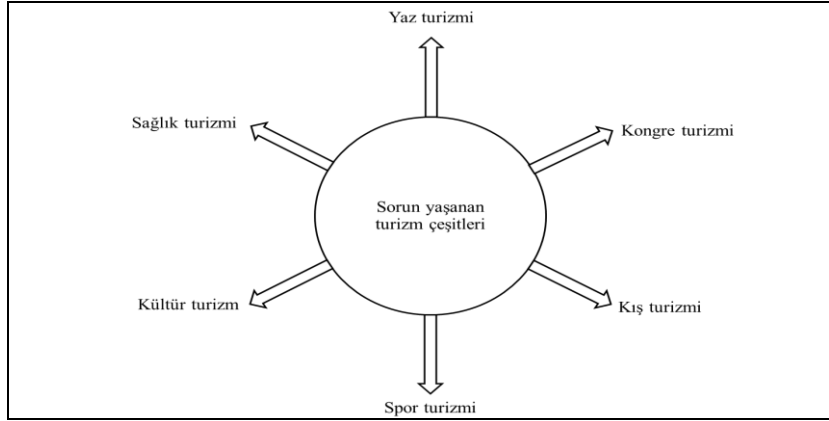 Yaz turizmi
Sağlık turizmi
Kongre turizmi
Sorun yaşanan
turizm çeşitleri
Kültür turizm
Kış turizmi
Spor turizmi